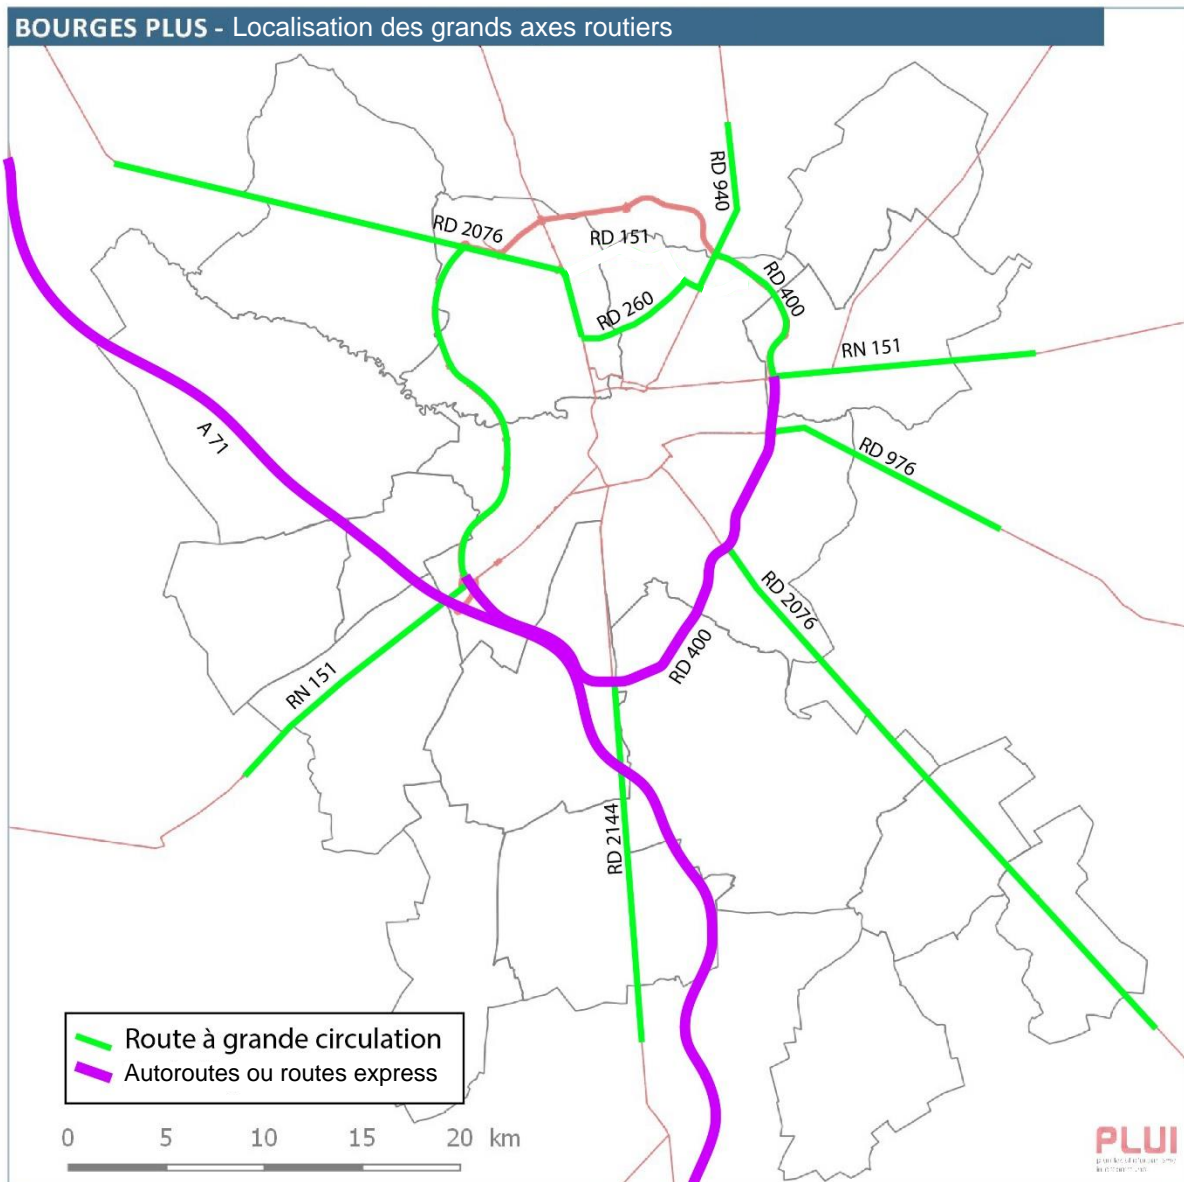 BOURGES PLUS - Localisation des grands axes routiers
RD 940
RD 2076
RD 151
RD 400
RD 260
RN 151
A 71
RD 976
RD 2076
RD 400
RN 151
RD 2144
Route à grande circulation
Autoroutes ou routes express
0 5 10 15 20 km
PLUI